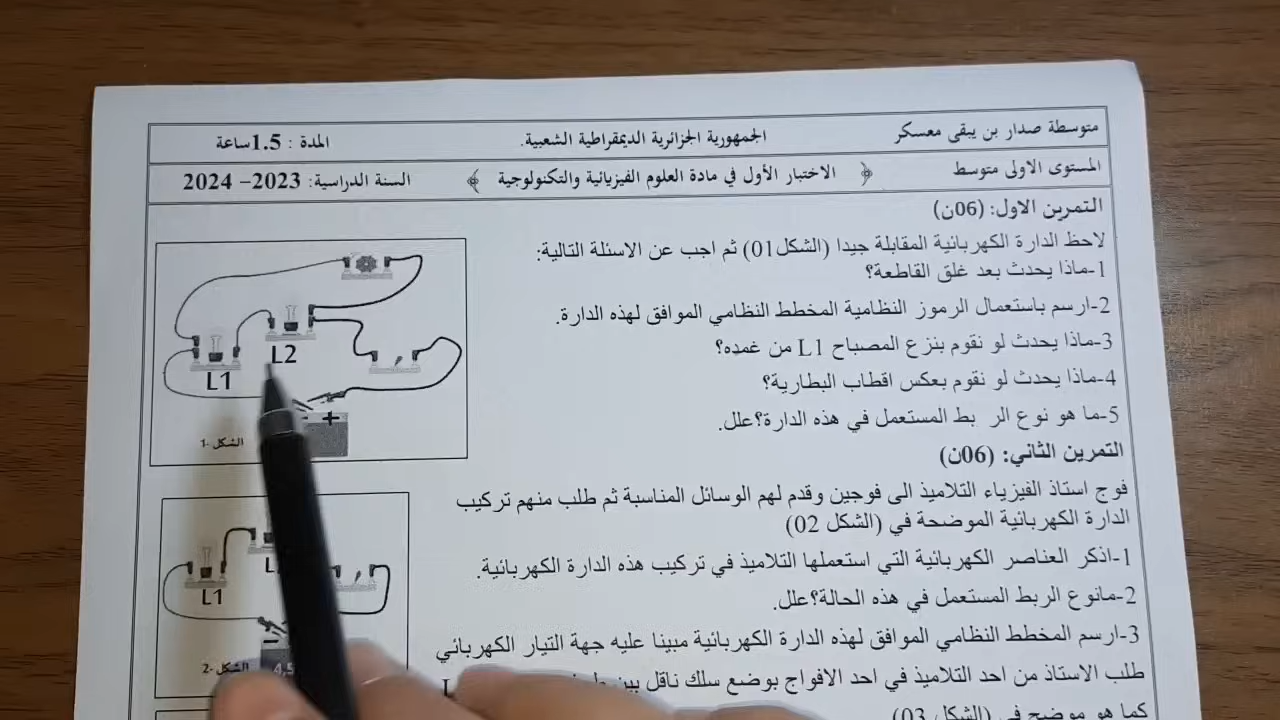 متوسطة صدار بن يبقى معسكر
الجمهورية الجزائرية الديمقراطية الشعبية.
المدة : 1.5ساعة
المستوى الاولى متوسط
الاختبار الأول في مادة العلوم الفيزيائية والتكنولوجية
السنة الدراسية: 2023– 2024
التمرين الاول: (06ن)
لاحظ الدارة الكهربائية المقابلة جيدا (الشكل01) ثم اجب عن الاسئلة التالية:
1-ماذا يحدث بعد غلق القاطعة؟
2-ارسم باستعمال الرموز النظامية المخطط النظامي الموافق لهذه الدارة.
3-ماذا يحدث لو نقوم بنزع المصباح L1 من غمده؟
4-ماذا يحدث لو نقوم بعكس اقطاب البطارية؟
5-ما هو نوع الر بط المستعمل في هذه الدارة؟علل.
L2
L1
+
الشكل -1
التمرين الثاني: (06ن)
فوج استاذ الفيزياء التلاميذ الى فوجين وقدم لهم الوسائل المناسبة ثم طلب منهم تركيب
الدارة الكهربائية الموضحة في (الشكل 02)
1-اذكر العناصر الكهربائية التي استعملها التلاميذ في تركيب هذه الدارة الكهربائية.
2-مانوع الربط المستعمل في هذه الحالة؟علل.
3-ارسم المخطط النظامي الموافق لهذه الدارة الكهربائية مبينا عليه جهة التيار الكهربائي
طلب الاستاذ من احد التلاميذ في احد الافواج بوضع سلك ناقل بين
كما هو موضح في (الشكل 03)
L1
4,5
الشكل -2